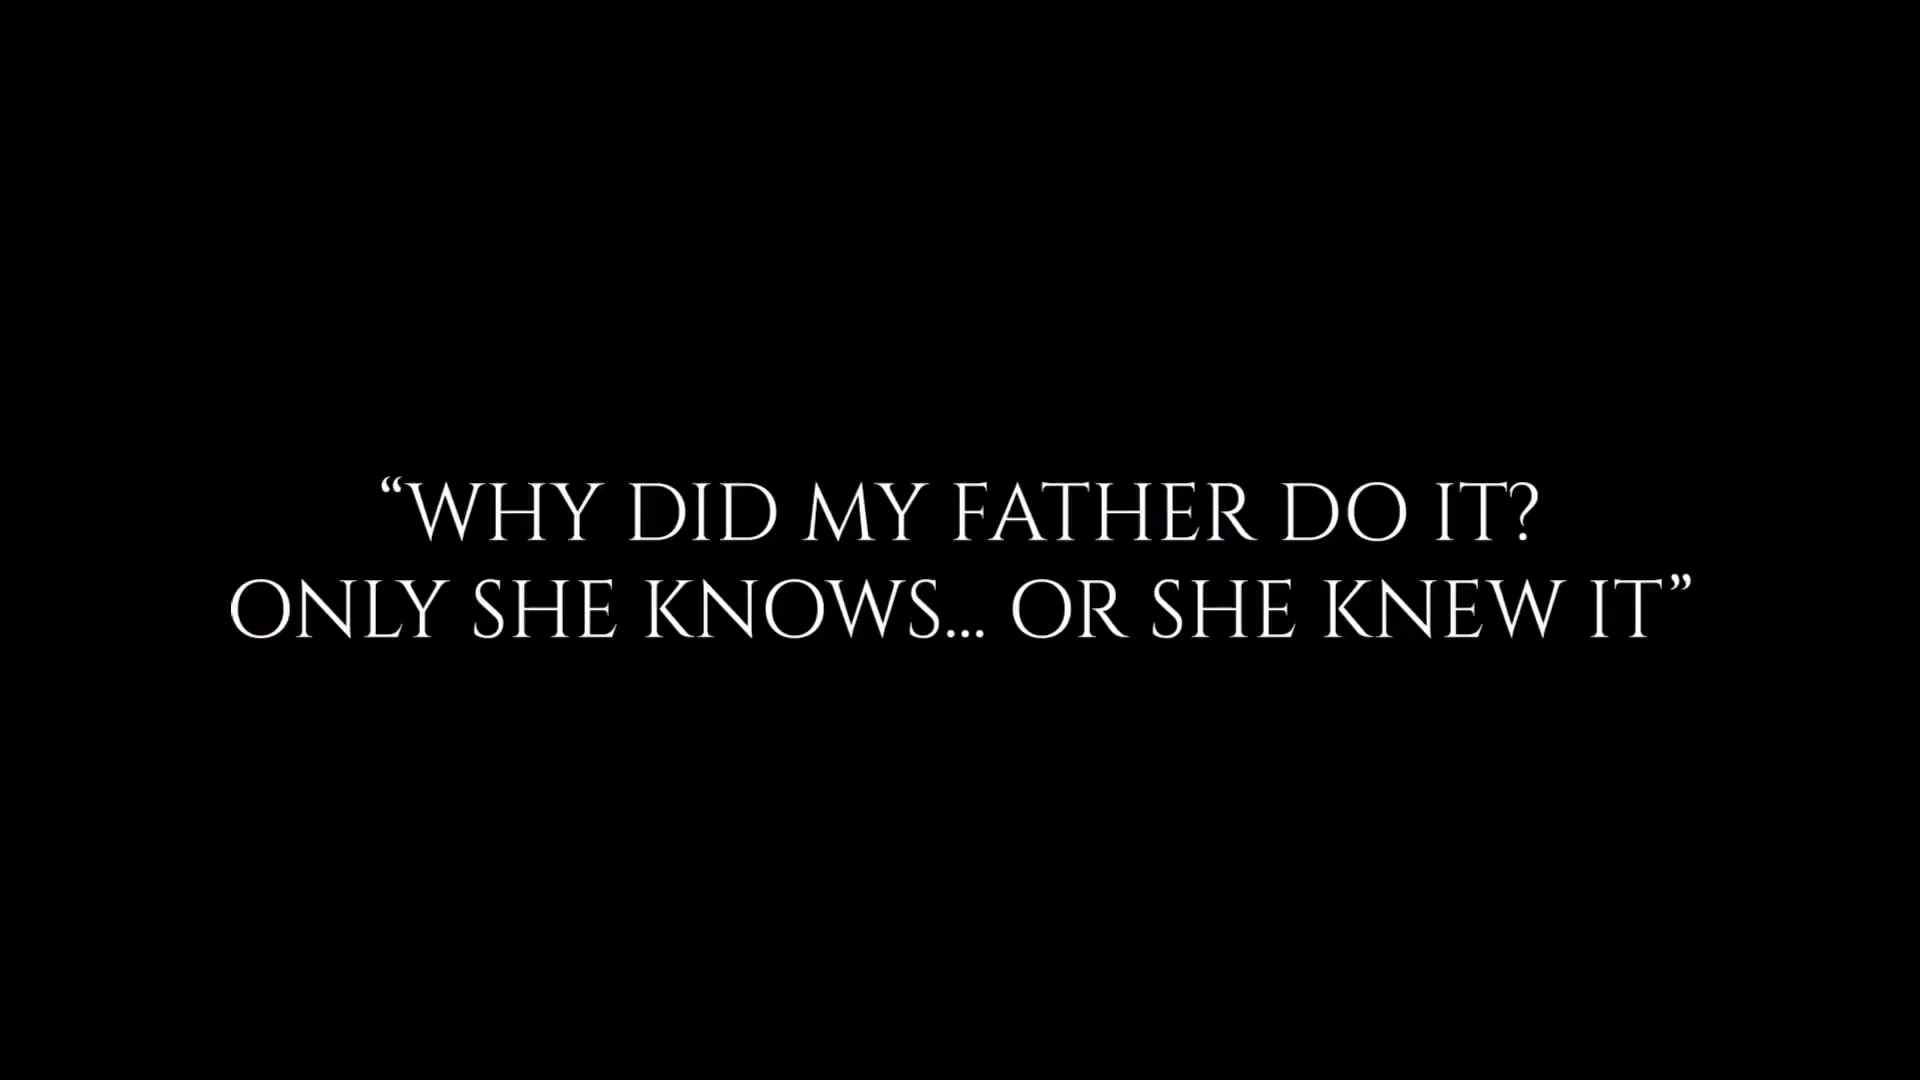 “WHY DID MY FATHER DO IT?
ONLY SHE KNOWS... OR SHE KNEW IT”